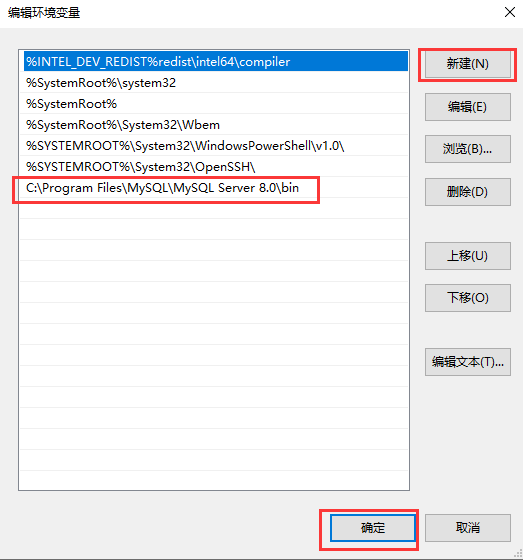 编辑环境变量
%INTEL_DEV_REDIST%redist\intel64\compiler
%SystemRoot%\system32
%SystemRoot%
%SystemRoot%\System32\Wbem
%SYSTEMROOT%\System32\WindowsPowerShell\v1.0\
%SYSTEMROOT%\System32\OpenSSH\
C:\Program Files\MySQL\MySQL Server 8.0\bin
新建(N)
编辑(E)
浏览(B)...
删除(D)
上移(U)
下移(O)
编辑文本(T)...
确定
取消